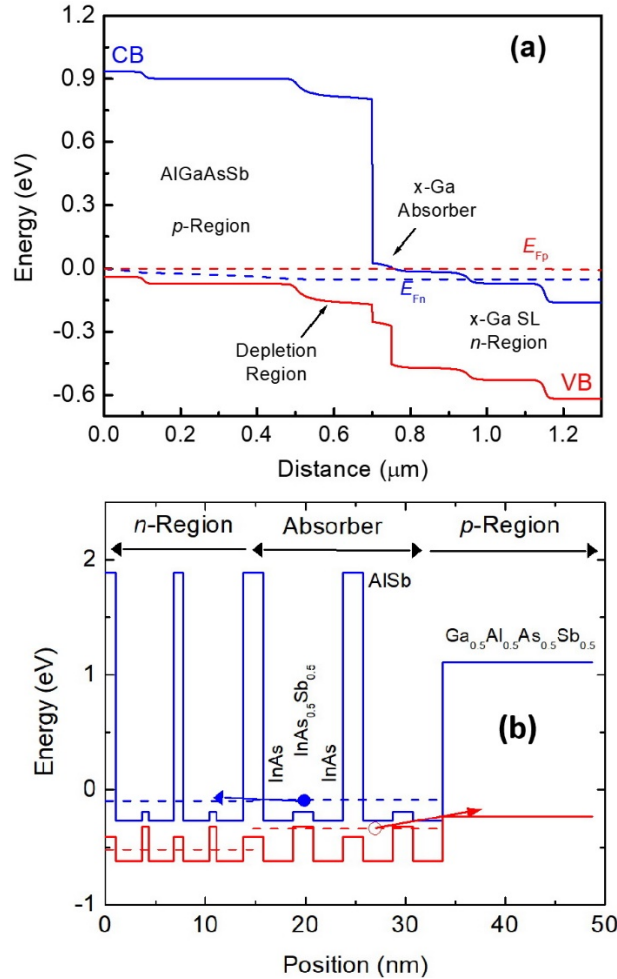 (a)
1.2
0.9
0.6
0.3
0.0
-0.3
-0.6
Energy (eV)
CB
AlGaAsSb
p-Region
x-Ga
Absorber
EFp
EFn
Depletion
Region
x-Ga SL
n-Region
VB
0.0 0.2 0.4 0.6 0.8 1.0 1.2
Distance (μm)
n-Region Absorber p-Region
2
1
0
-1
Energy (eV)
AlSb
Ga0.5Al0.5As0.5Sb0.5
InAs
InAs0.5Sb0.5
InAs
(b)
0 10 20 30 40 50
Position (nm)